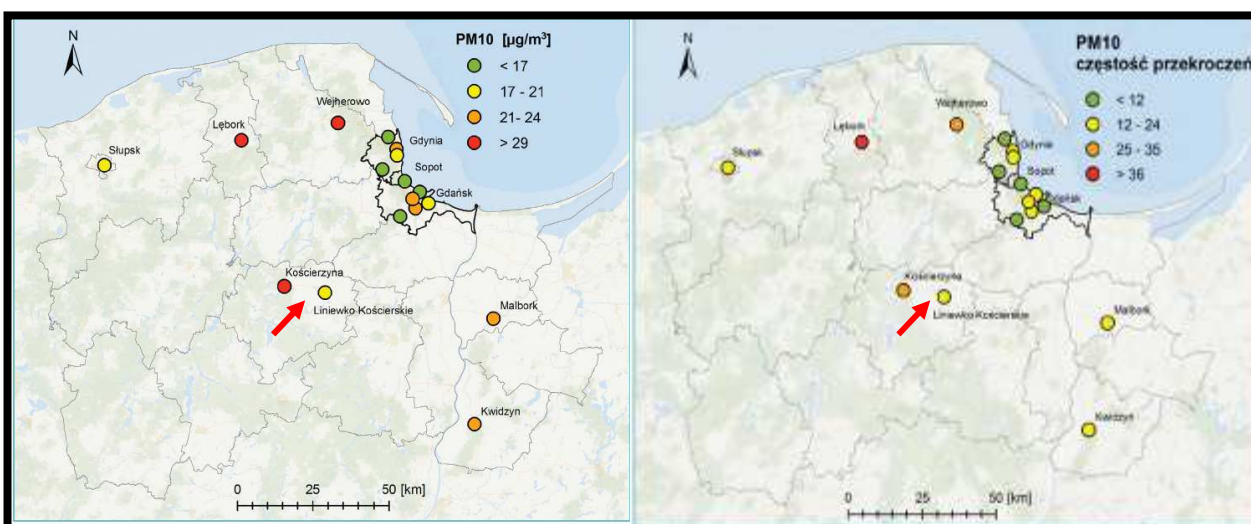 N
PM10 [µg/m³]
< 17
17 - 21
21- 24
> 29
Wejherowo
Lębork
Gdynia
Słupsk
Sopot
Gdańsk
Kościerzyna
Liniewko Kościerskie
Malbork
Kwidzyn
0 25 50 [km]
N
PM10
częstość przekroczeń
< 12
12 - 24
25 - 35
> 36
Wejherowo
Lębork
Gdynia
Słupsk
Sopot
Gdańsk
Kościerzyna
Liniewko Kościerskie
Malbork
Kwidzyn
0 25 50 [km]